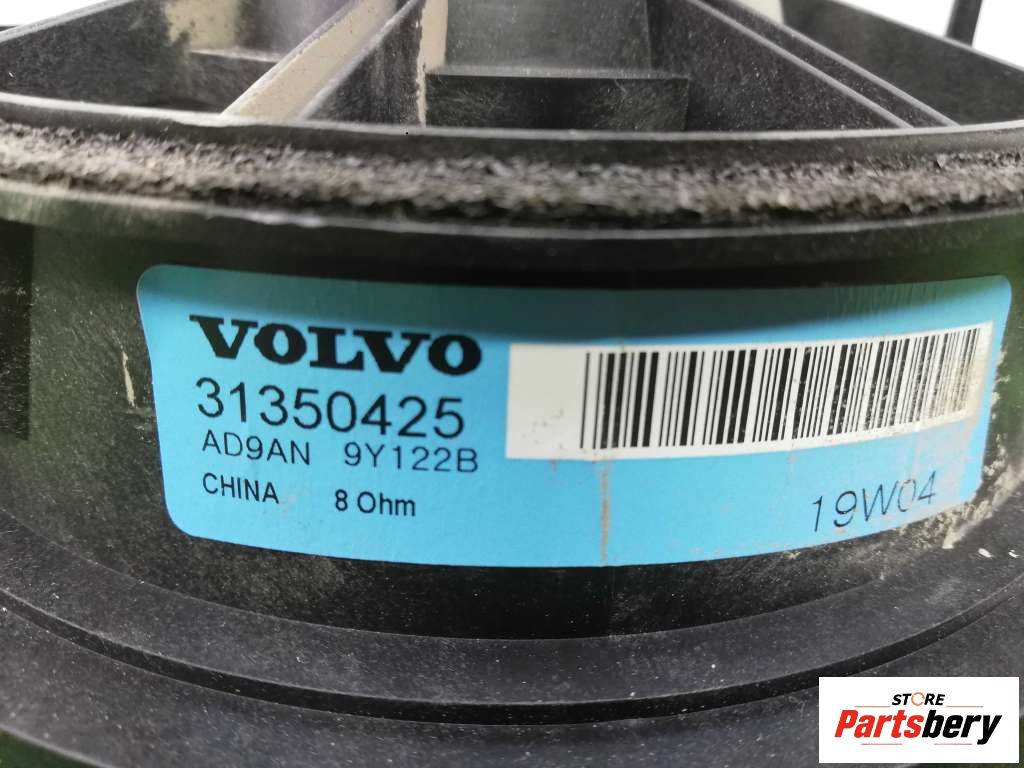 VOLVO
31350425
AD9AN 9Y122B
CHINA 8 Ohm
19W04
STORE
Partsbery